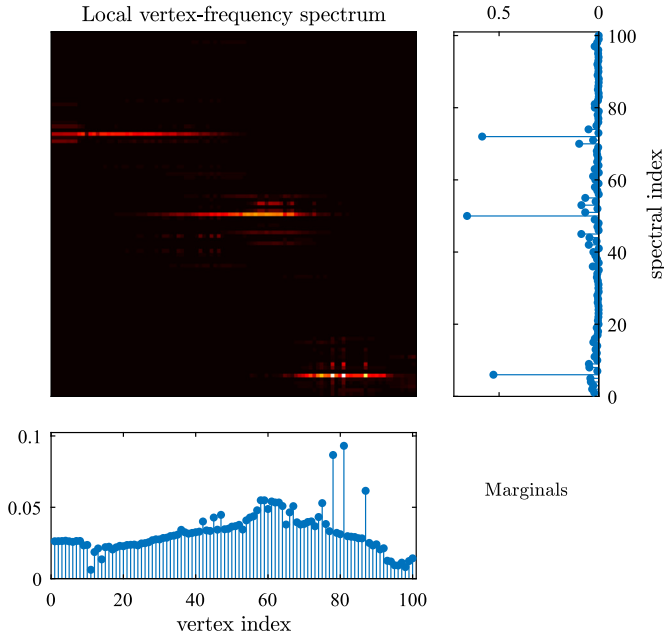 Local vertex-frequency spectrum
0.5 0
100
80
60
40
20
0
spectral index
0.1
0.05
0
0 20 40 60 80 100
vertex index
Marginals